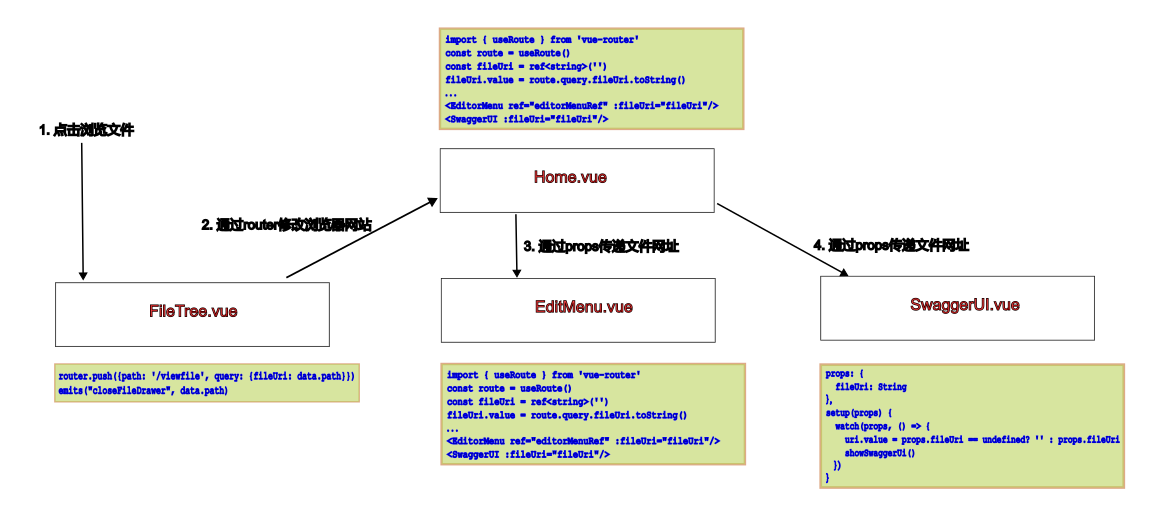 import { useRoute } from 'vue-router'
const route = useRoute()
const fileUri = ref<string>('')
fileUri.value = route.query.fileUri.toString()
...
<EditorMenu ref="editorMenuRef" :fileUri="fileUri"/>
<SwaggerUI :fileUri="fileUri"/>
1. 点击浏览文件
Home.vue
2. 通过router修改浏览器网站
3. 通过props传递文件网址
4. 通过props传递文件网址
FileTree.vue
EditMenu.vue
SwaggerUI.vue
router.push({path: '/viewfile', query: {fileUri: data.path}})
emits("closeFileDrawer", data.path)
import { useRoute } from 'vue-router'
const route = useRoute()
const fileUri = ref<string>('')
fileUri.value = route.query.fileUri.toString()
...
<EditorMenu ref="editorMenuRef" :fileUri="fileUri"/>
<SwaggerUI :fileUri="fileUri"/>
props: {
fileUri: String
},
setup(props) {
watch(props, () => {
uri.value = props.fileUri == undefined? '' : props.fileUri
showSwaggerUi()
})
}